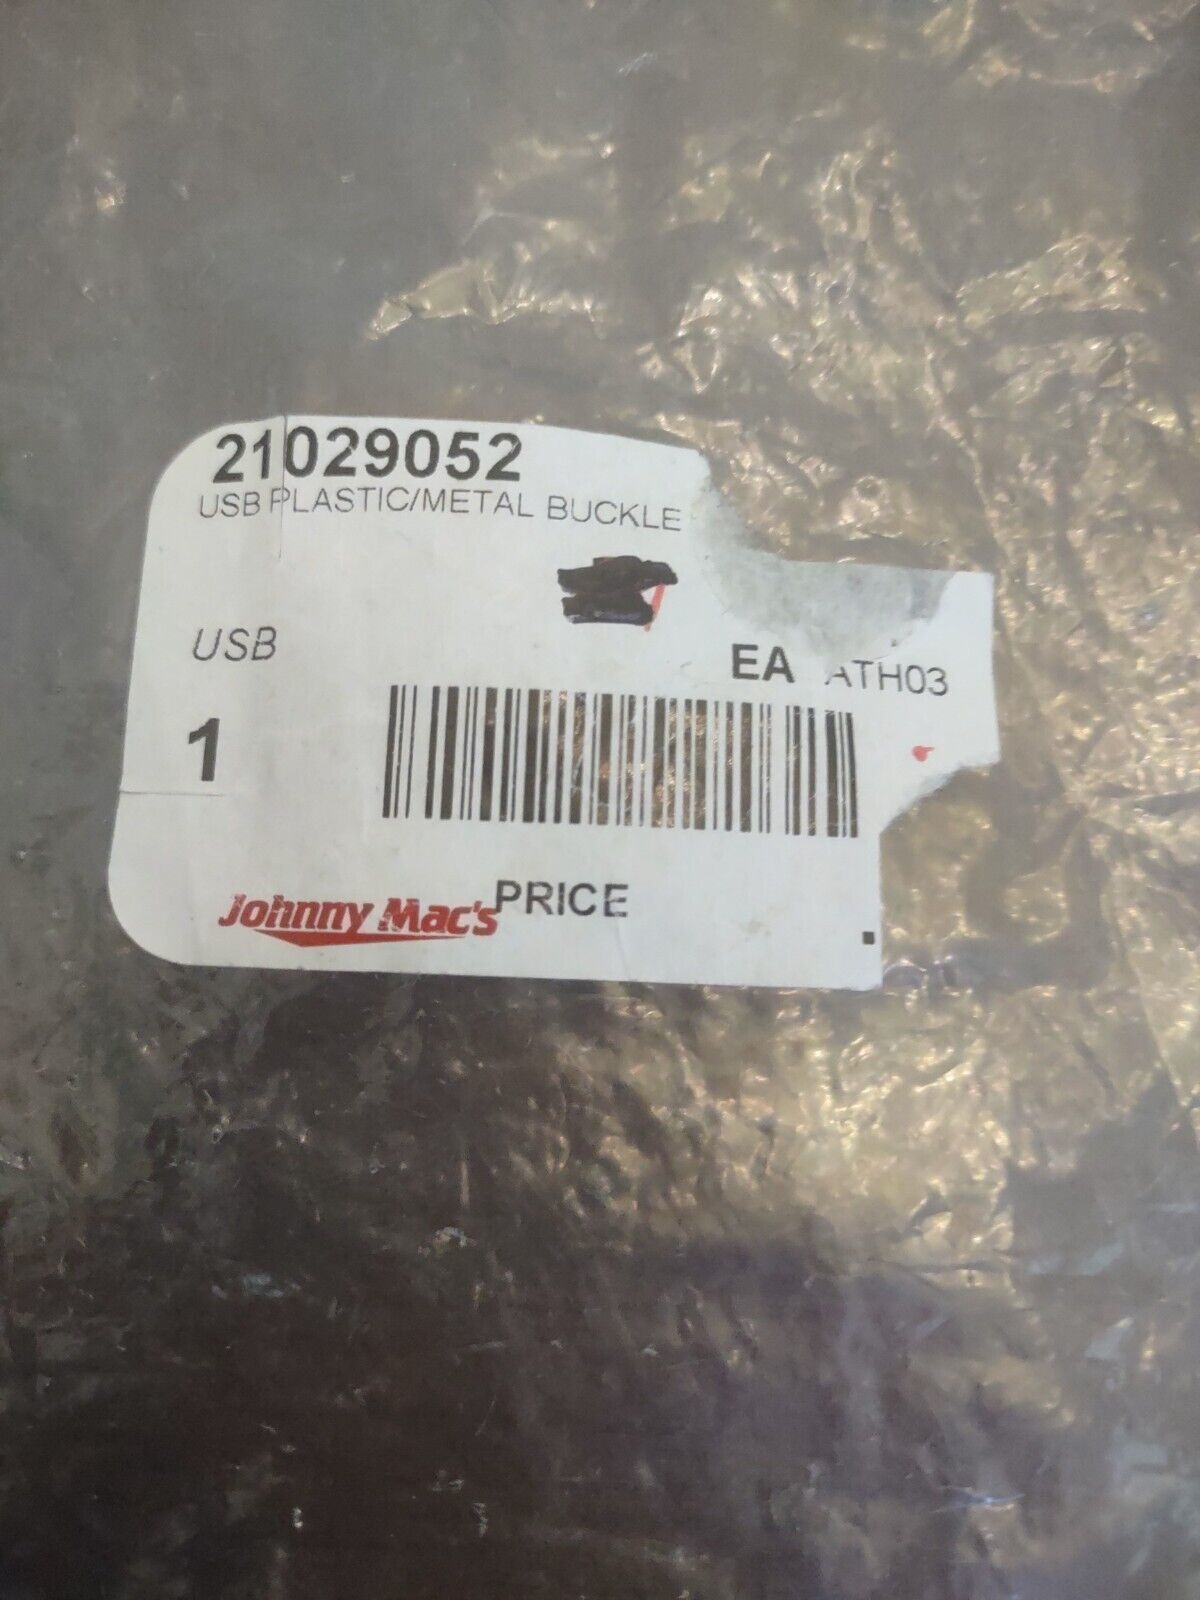 21029052
USB PLASTIC/METAL BUCKLE
USB
EA ATH03
1
Johnny Mac's PRICE